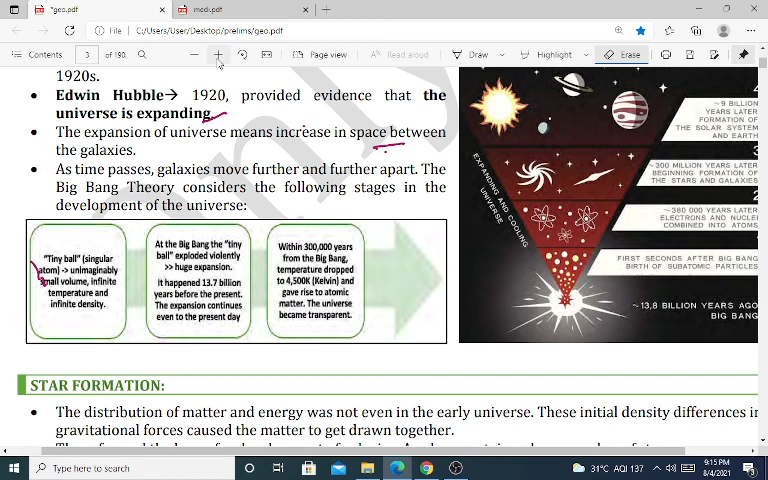 *geo.pdf
medi.pdf
File
C:/Users/User/Desktop/prelims/geo.pdf
Contents
3
of 190
Page view
Read aloud
Draw
Highlight
Erase
1920s.
• Edwin Hubble→ 1920, provided evidence that the
universe is expanding.
• The expansion of universe means increase in space between
the galaxies.
• As time passes, galaxies move further and further apart. The
Big Bang Theory considers the following stages in the
development of the universe:
"Tiny ball" (singular
atom) -> unimaginably
small volume, infinite
temperature and
infinite density.
At the Big Bang the "tiny
ball" exploded violently
>> huge expansion.
It happened 13.7 billion
years before the present.
The expansion continues
even to the present day
Within 300,000 years
from the Big Bang,
temperature dropped
to 4,500K (Kelvin) and
gave rise to atomic
matter. The universe
became transparent.
EXPANDING AND COOLING
UNIVERSE
4
~9 BILLION
YEARS LATER
FORMATION OF
THE SOLAR SYSTEM
AND EARTH
3
~300 MILLION YEARS LATER
BEGINNING FORMATION OF
THE STARS AND GALAXIES
2
~380 000 YEARS LATER
ELECTRONS AND NUCLEI
COMBINED INTO ATOMS
FIRST SECONDS AFTER BIG BANG
BIRTH OF SUBATOMIC PARTICLES
~13,8 BILLION YEARS AGO
BIG BANG
STAR FORMATION:
• The distribution of matter and energy was not even in the early universe. These initial density differences
gravitational forces caused the matter to get drawn together.
Type here to search
31°C AQI 137
9:15 PM
8/4/2021
3